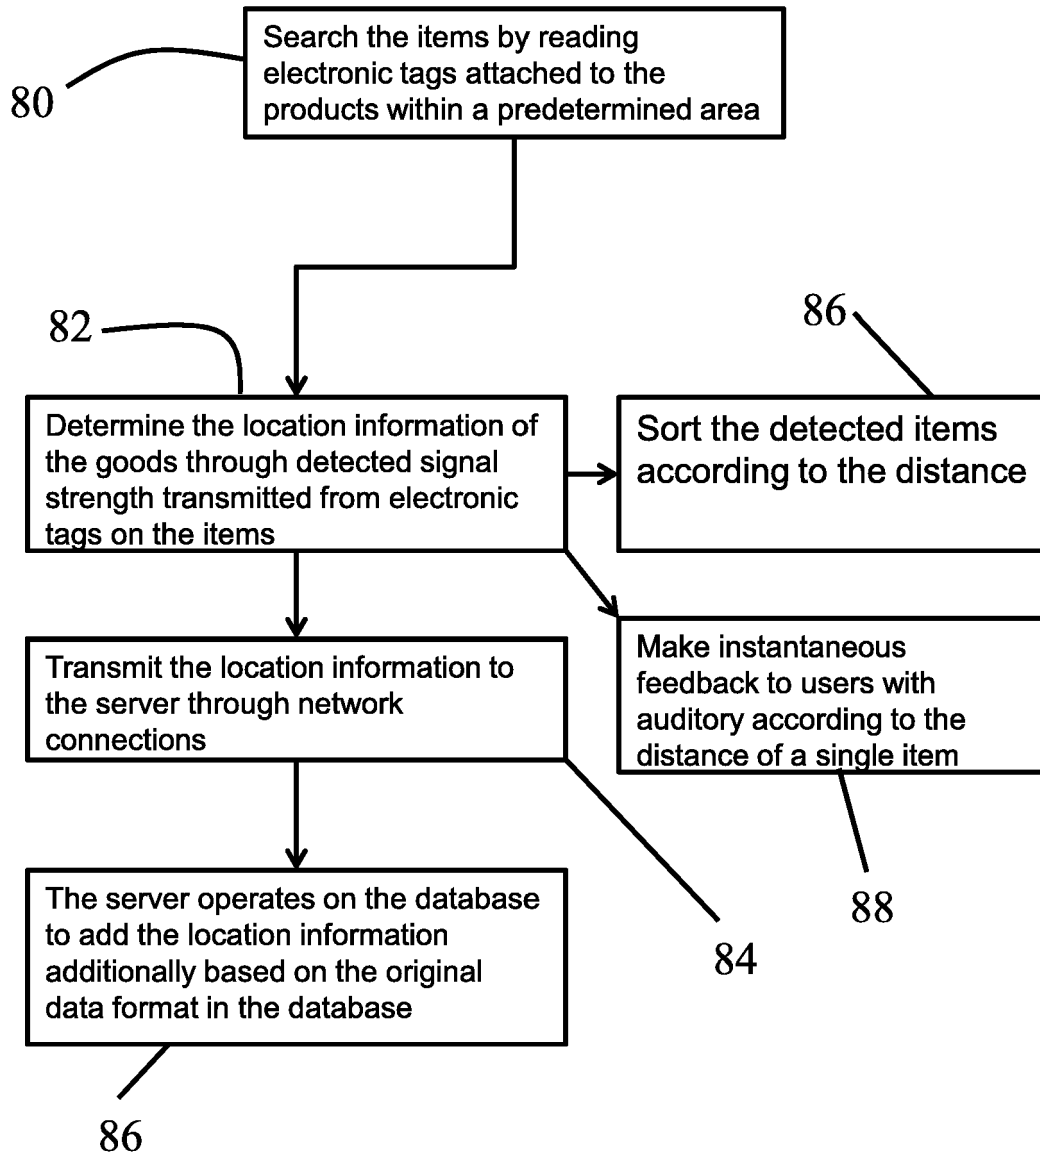 Search the items by reading
electronic tags attached to the
products within a predetermined area
80
82
86
Determine the location information of
the goods through detected signal
strength transmitted from electronic
tags on the items
Sort the detected items
according to the distance
Transmit the location information to
the server through network
connections
Make instantaneous
feedback to users with
auditory according to the
distance of a single item
The server operates on the database
to add the location information
additionally based on the original
data format in the database
88
84
86